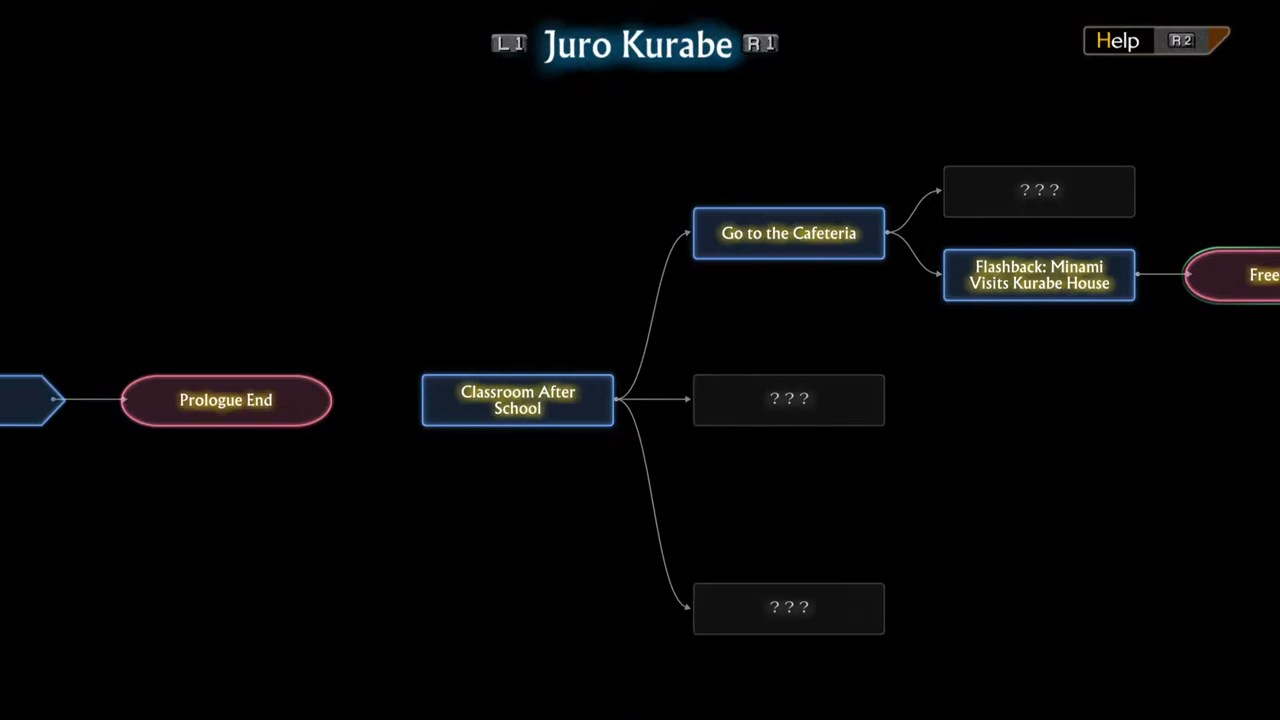 L1 Juro Kurabe R1
Help R2
???
Go to the Cafeteria
Flashback: Minami
Visits Kurabe House
Free
Prologue End
Classroom After
School
???
???